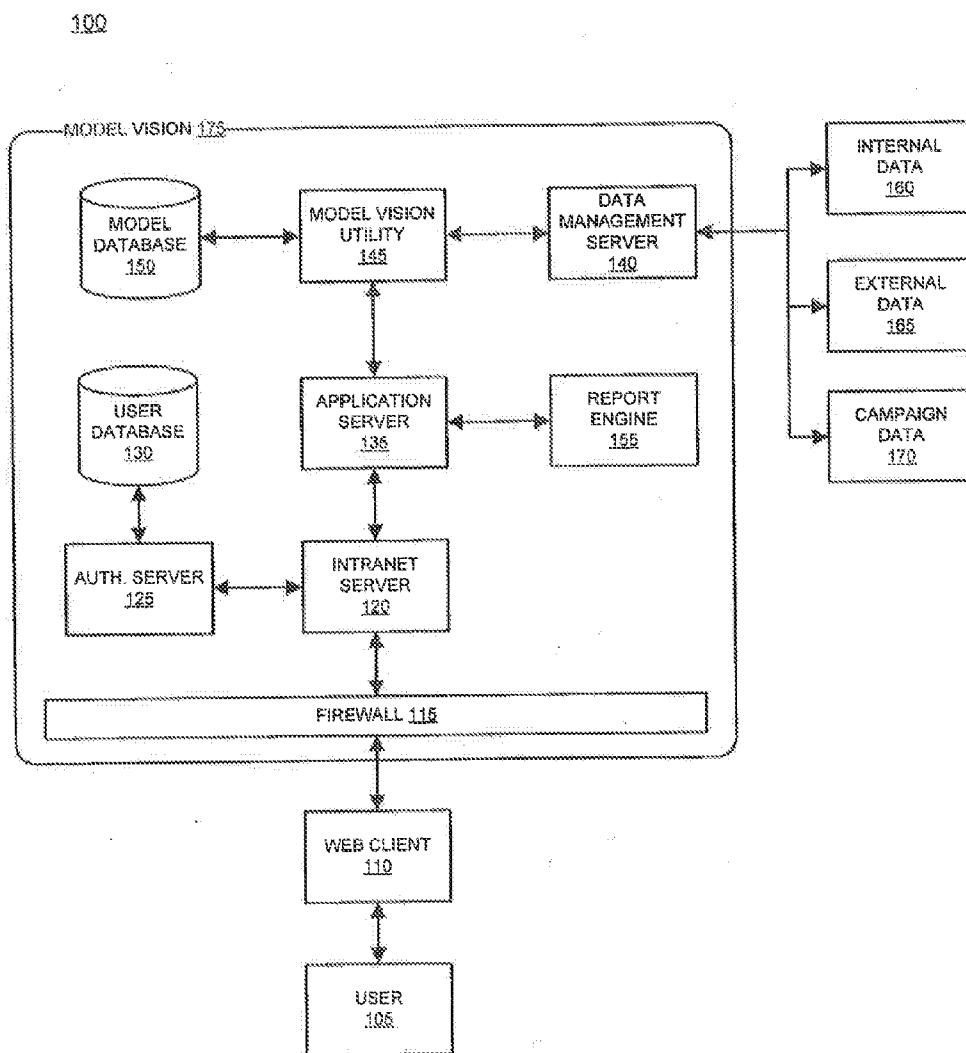 100
MODEL VISION 175
MODEL
DATABASE
150
MODEL VISION
UTILITY
145
DATA
MANAGEMENT
SERVER
140
INTERNAL
DATA
160
EXTERNAL
DATA
165
USER
DATABASE
130
APPLICATION
SERVER
135
REPORT
ENGINE
155
CAMPAIGN
DATA
170
AUTH. SERVER
125
INTRANET
SERVER
120
FIREWALL 115
WEB CLIENT
110
USER
105